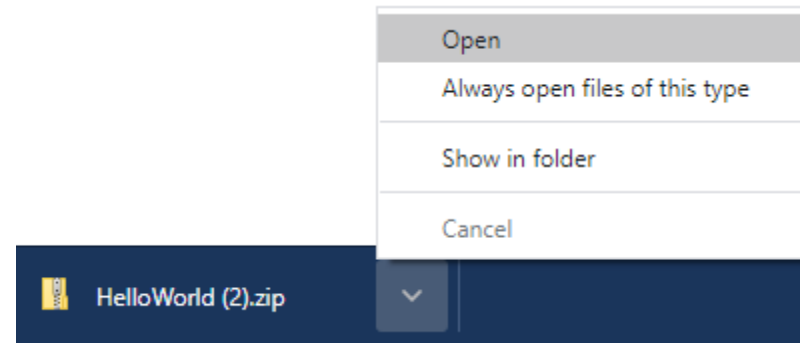 Open
Always open files of this type
Show in folder
Cancel
HelloWorld (2).zip